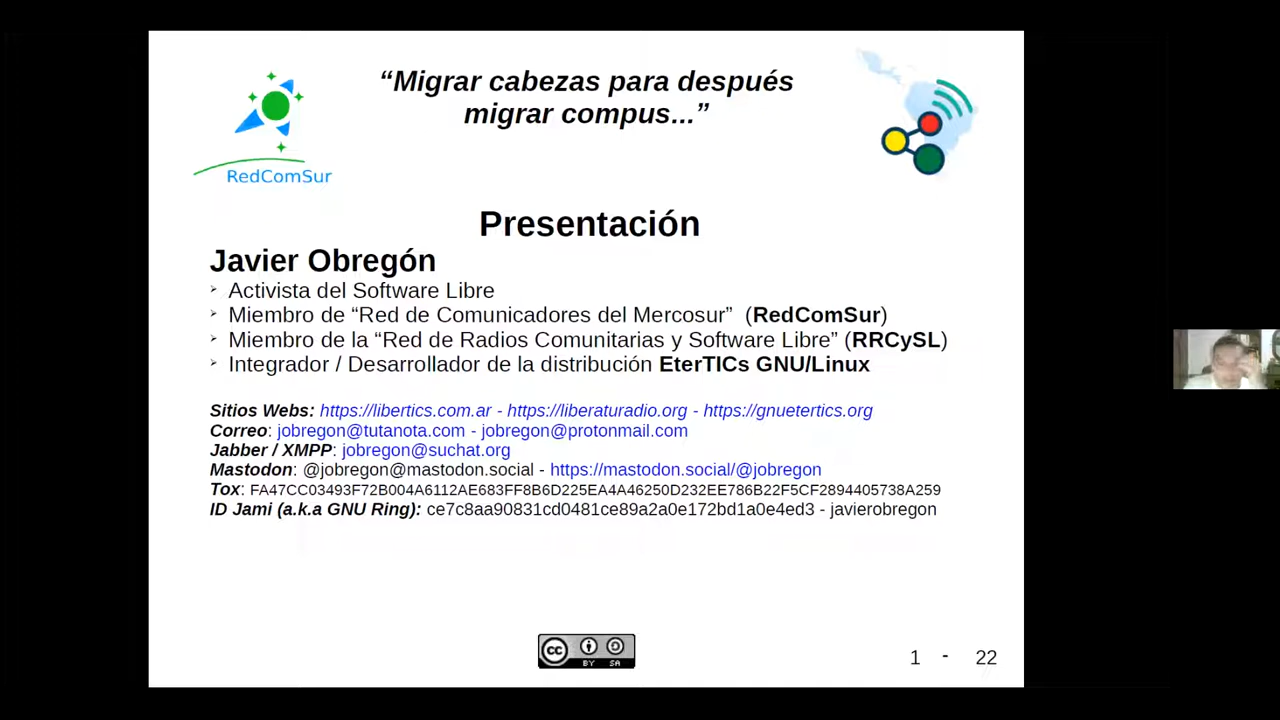 “Migrar cabezas para después
migrar compus...”
RedComSur
Presentación
Javier Obregón
Activista del Software Libre
Miembro de “Red de Comunicadores del Mercosur” (RedComSur)
Miembro de la “Red de Radios Comunitarias y Software Libre” (RRCySL)
Integrador / Desarrollador de la distribución EterTICs GNU/Linux
Sitios Webs: https://libertics.com.ar - https://liberaturadio.org - https://gnuetertics.org
Correo: jobregon@tutanota.com - jobregon@protonmail.com
Jabber / XMPP: jobregon@suchat.org
Mastodon: @jobregon@mastodon.social - https://mastodon.social/@jobregon
Tox: FA47CC03493F72B004A6112AE683FF8B6D225EA4A46250D232EE786B22F5CF2894405738A259
ID Jami (a.k.a GNU Ring): ce7c8aa90831cd0481ce89a2a0e172bd1a0e4ed3 - javierobregon
cc BY SA
1 - 22